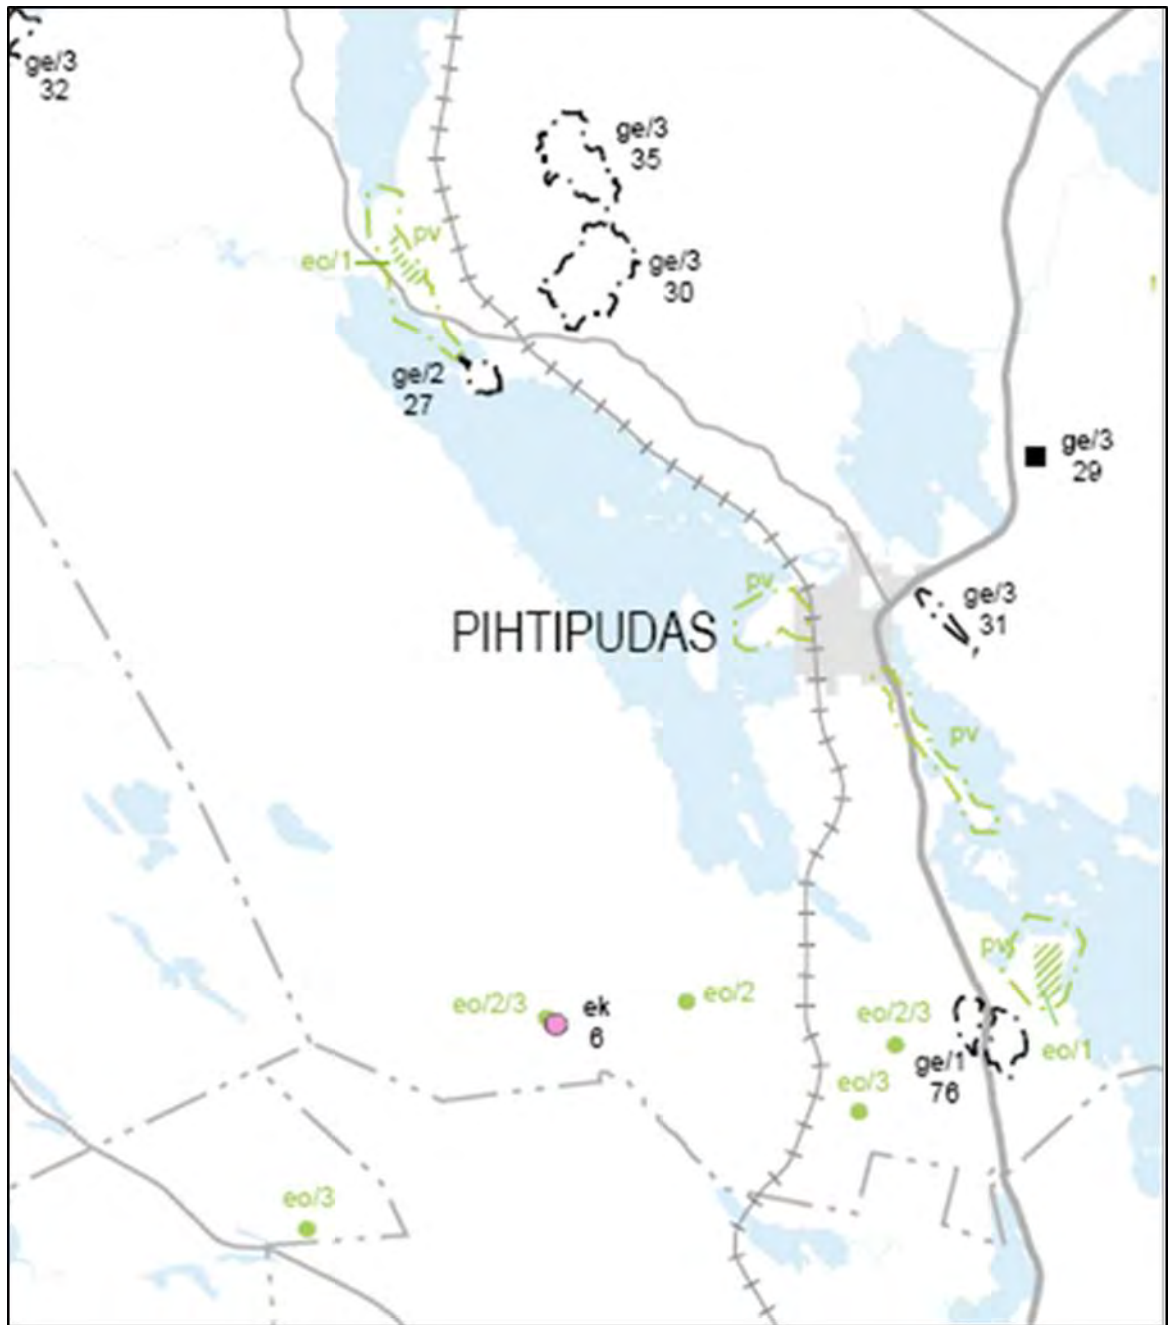 ge/3
32
ge/3
35
pv
eo/1
ge/3
30
ge/2
27
ge/3
29
pv
ge/3
31
PIHTIPUDAS
pv
pv
eo/2/3
ek
6
eo/2
eo/2/3
eo/1
ge/1
76
eo/3
eo/3